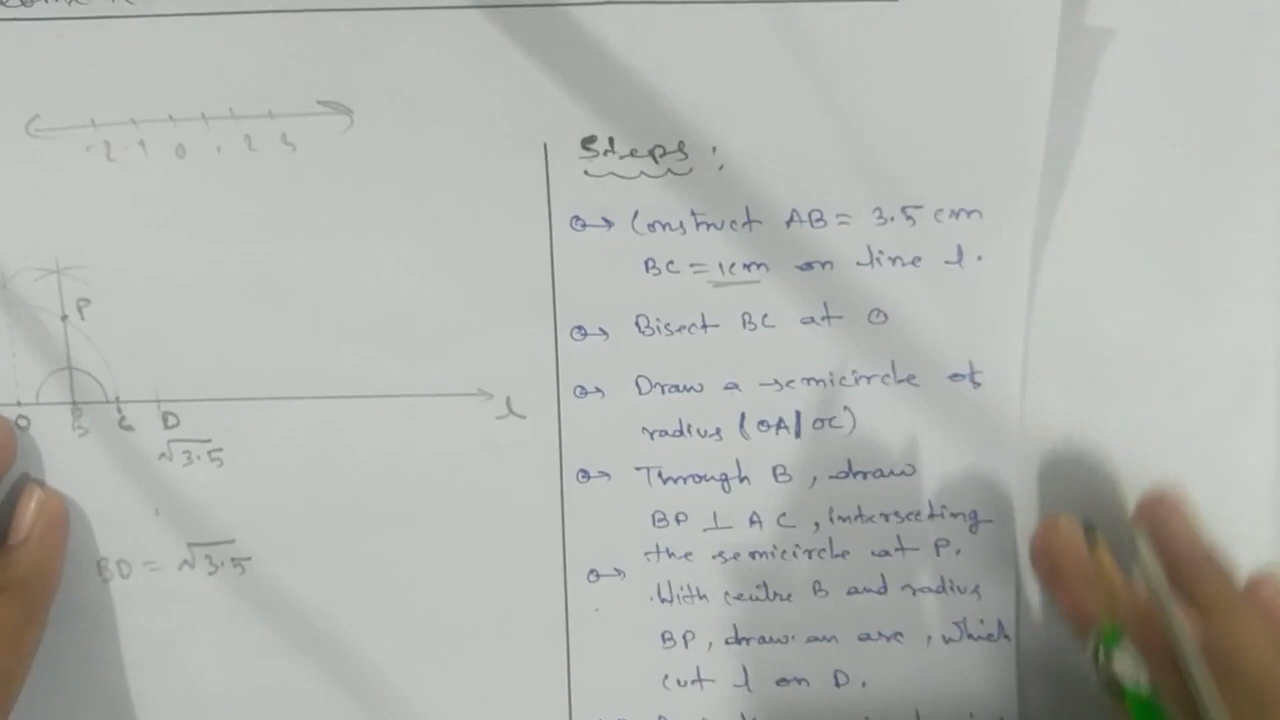 -2 -1 0 1 2 3
P
O B C D l
√3.5
BD = √3.5
Steps :
Construct AB = 3.5 cm
BC = 1cm on line l.
Bisect BC at O
Draw a semicircle of
radius (OA|OC)
Through B, draw
BP ⊥ AC, intersecting
the semicircle at P.
With centre B and radius
BP, draw an arc, which
cut l on D.